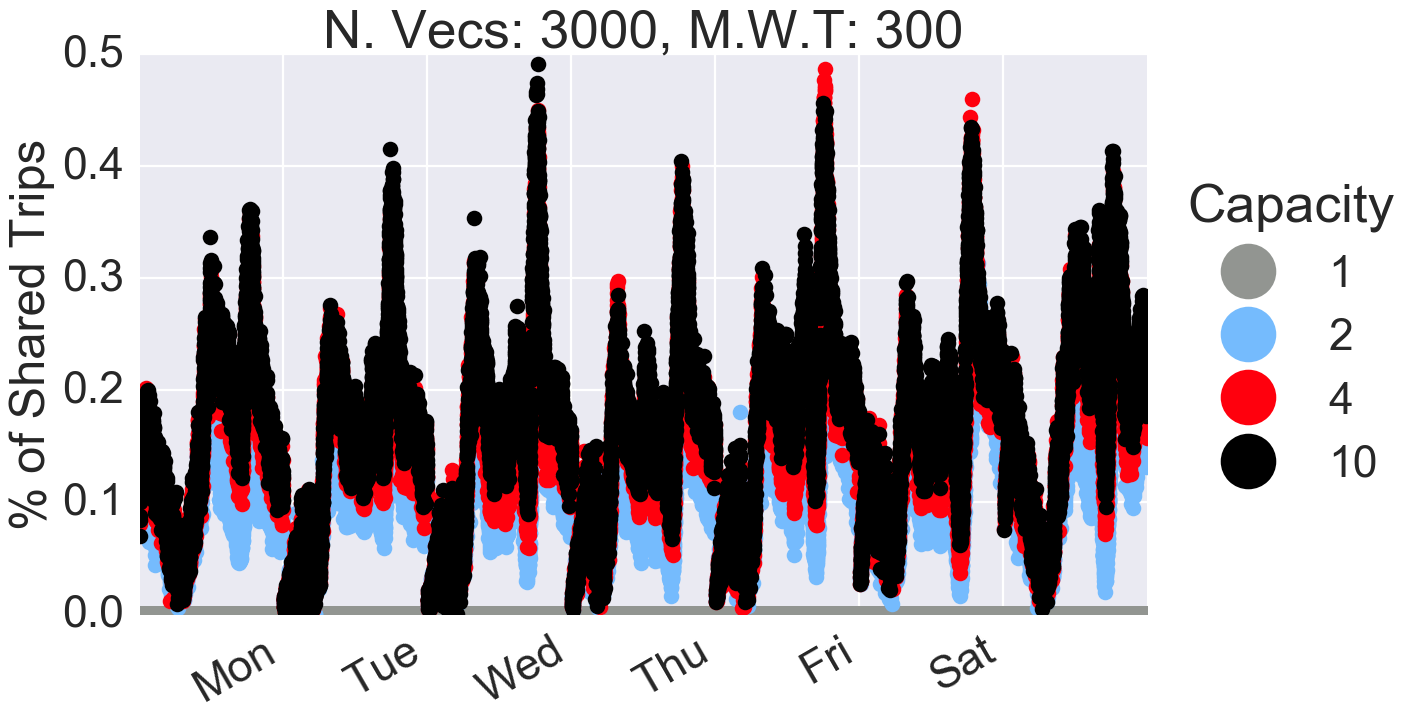 N. Vecs: 3000, M.W.T: 300
% of Shared Trips
0.5
0.4
0.3
0.2
0.1
0.0
Mon
Tue
Wed
Thu
Fri
Sat
Capacity
1
2
4
10